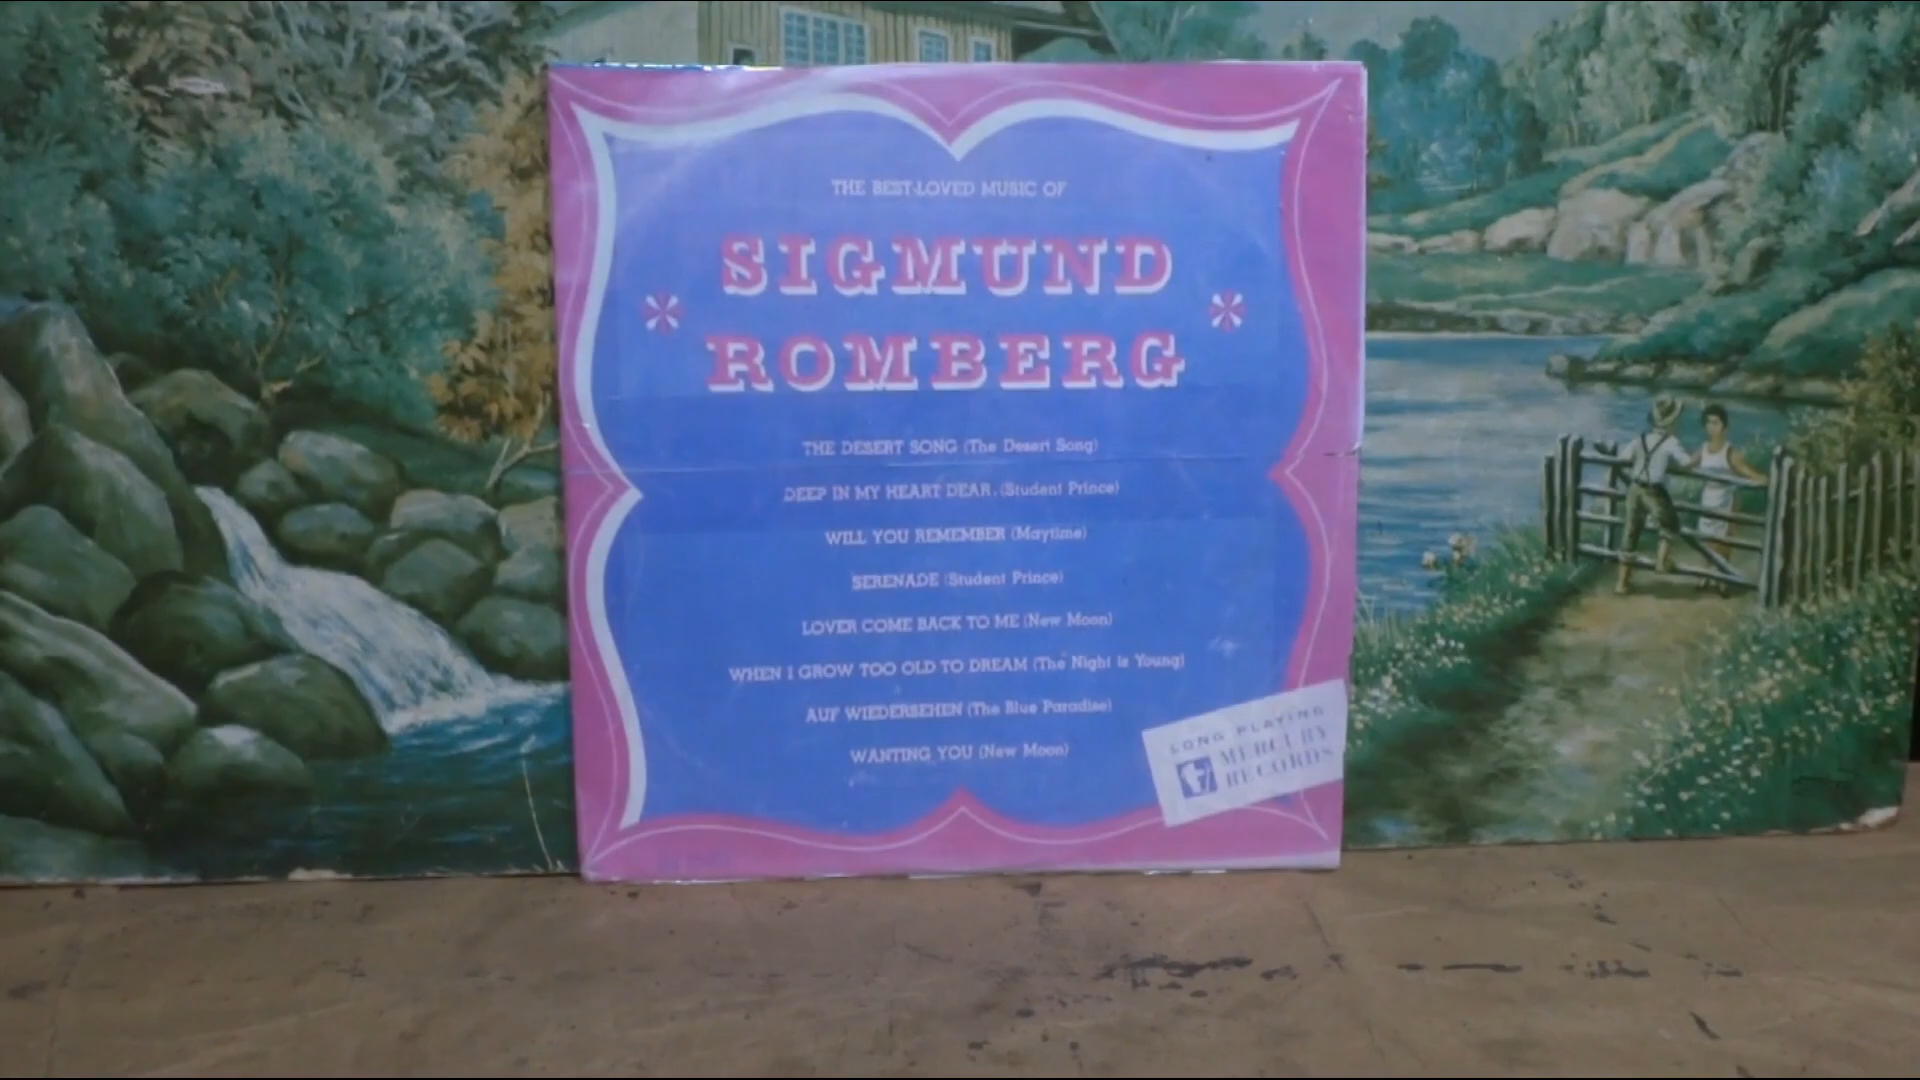 THE BEST-LOVED MUSIC OF
SIGMUND
ROMBERG
THE DESERT SONG (The Desert Song)
DEEP IN MY HEART DEAR. (Student Prince)
WILL YOU REMEMBER (Maytime)
SERENADE (Student Prince)
LOVER COME BACK TO ME (New Moon)
WHEN I GROW TOO OLD TO DREAM (The Night is Young)
AUF WIEDERSEHEN (The Blue Paradise)
WANTING YOU (New Moon)
LONG PLAYING
MERCURY
RECORDS